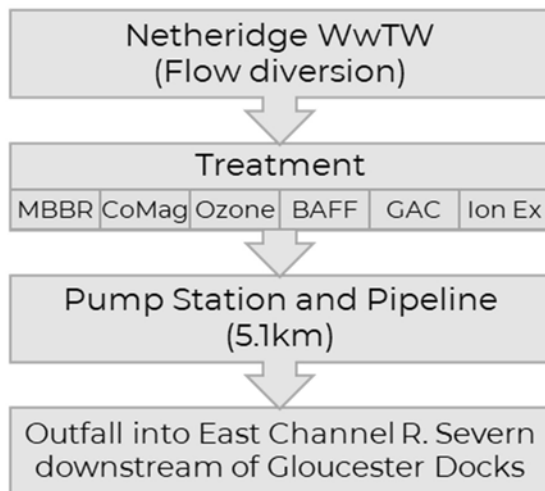 Netheridge WwTW
(Flow diversion)
Treatment
MBBR CoMag Ozone BAFF GAC Ion Ex
Pump Station and Pipeline
(5.1km)
Outfall into East Channel R. Severn
downstream of Gloucester Docks